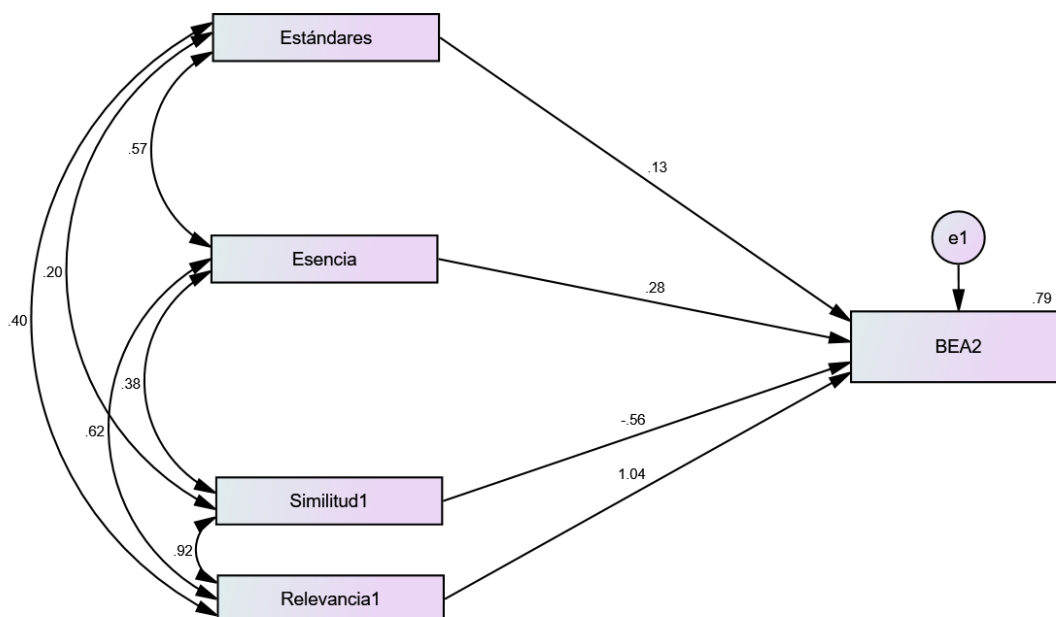 Estándares
.57
.13
Esencia
.28
e1
.79
BEA2
.20
.40
.38
.62
-.56
1.04
Similitud1
.92
Relevancia1